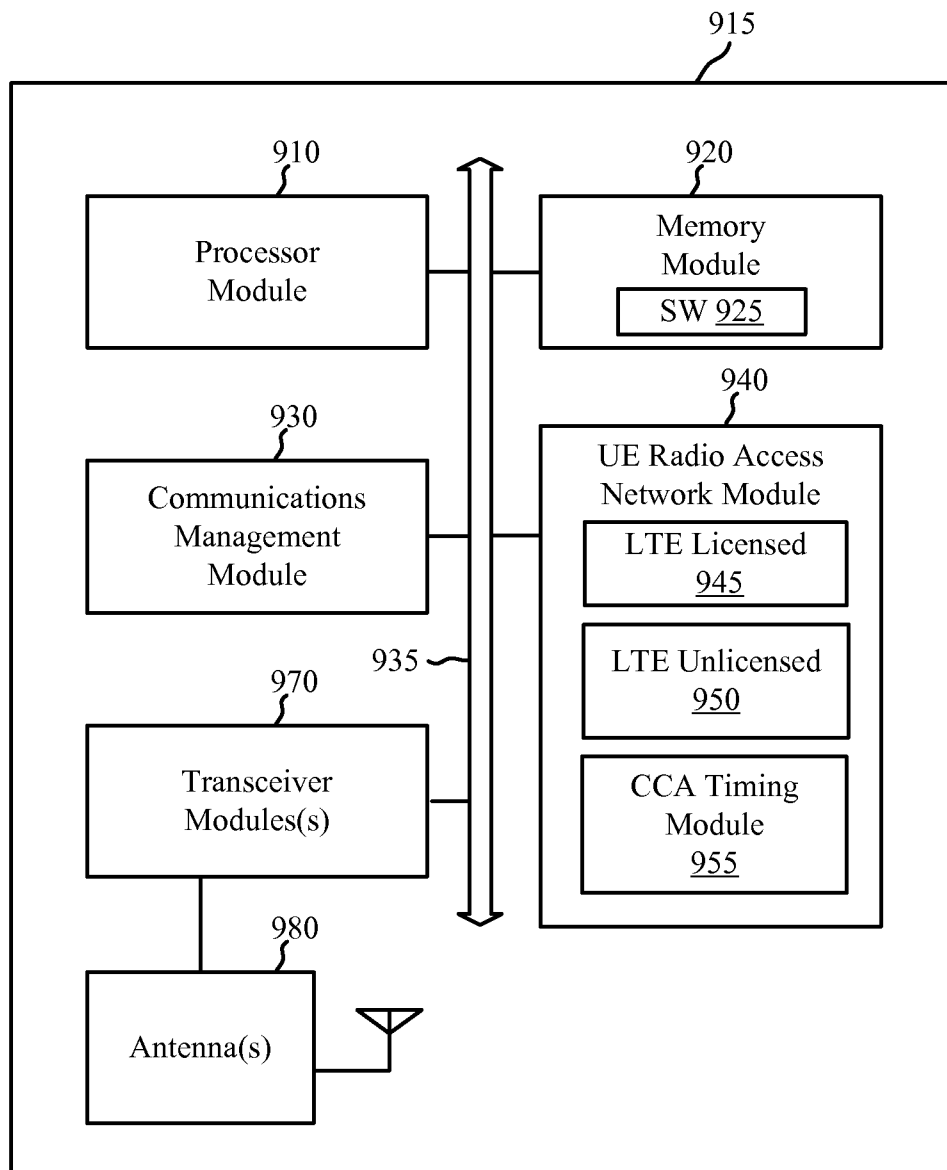 915
910
Processor
Module
920
Memory
Module
SW 925
930
Communications
Management
Module
940
UE Radio Access
Network Module
LTE Licensed
945
LTE Unlicensed
950
CCA Timing
Module
955
935
970
Transceiver
Modules(s)
980
Antenna(s)